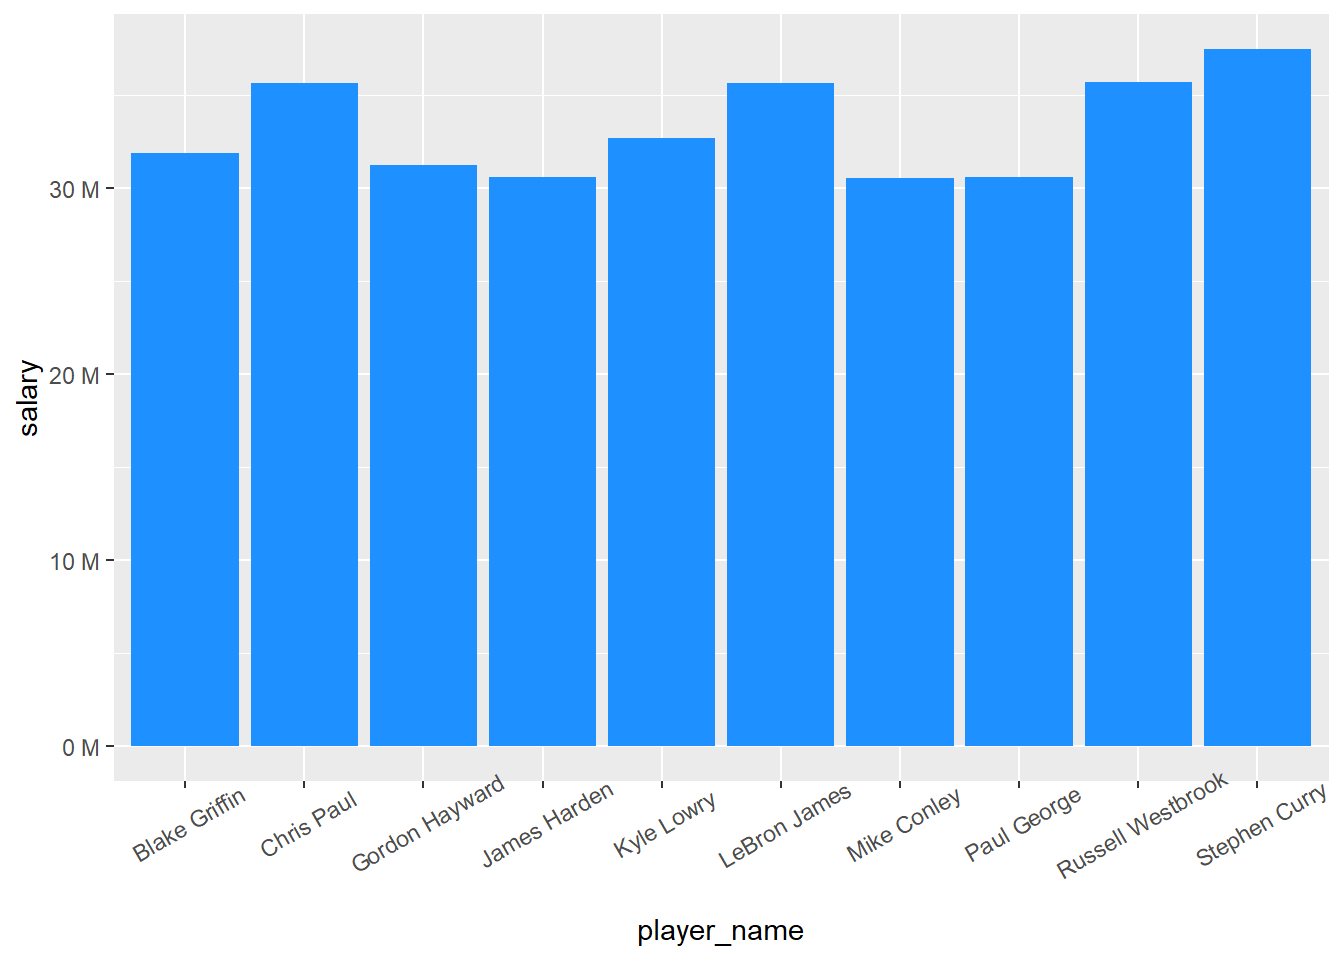 salary
30 M
20 M
10 M
0 M
Blake Griffin
Chris Paul
Gordon Hayward
James Harden
Kyle Lowry
LeBron James
Mike Conley
Paul George
Russell Westbrook
Stephen Curry
player_name